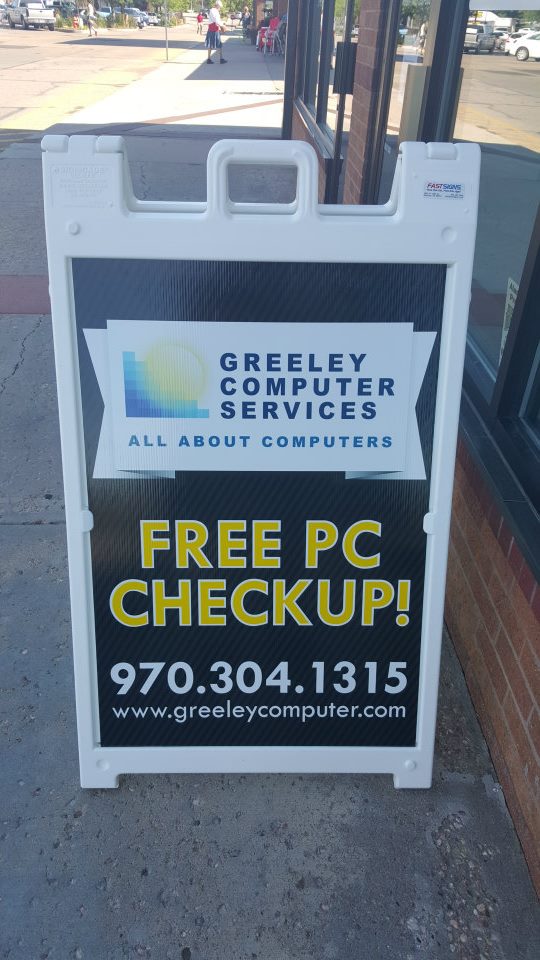 FASTSIGNS
GREELEY
COMPUTER
SERVICES
ALL ABOUT COMPUTERS
FREE PC
CHECKUP!
970.304.1315
www.greeleycomputer.com